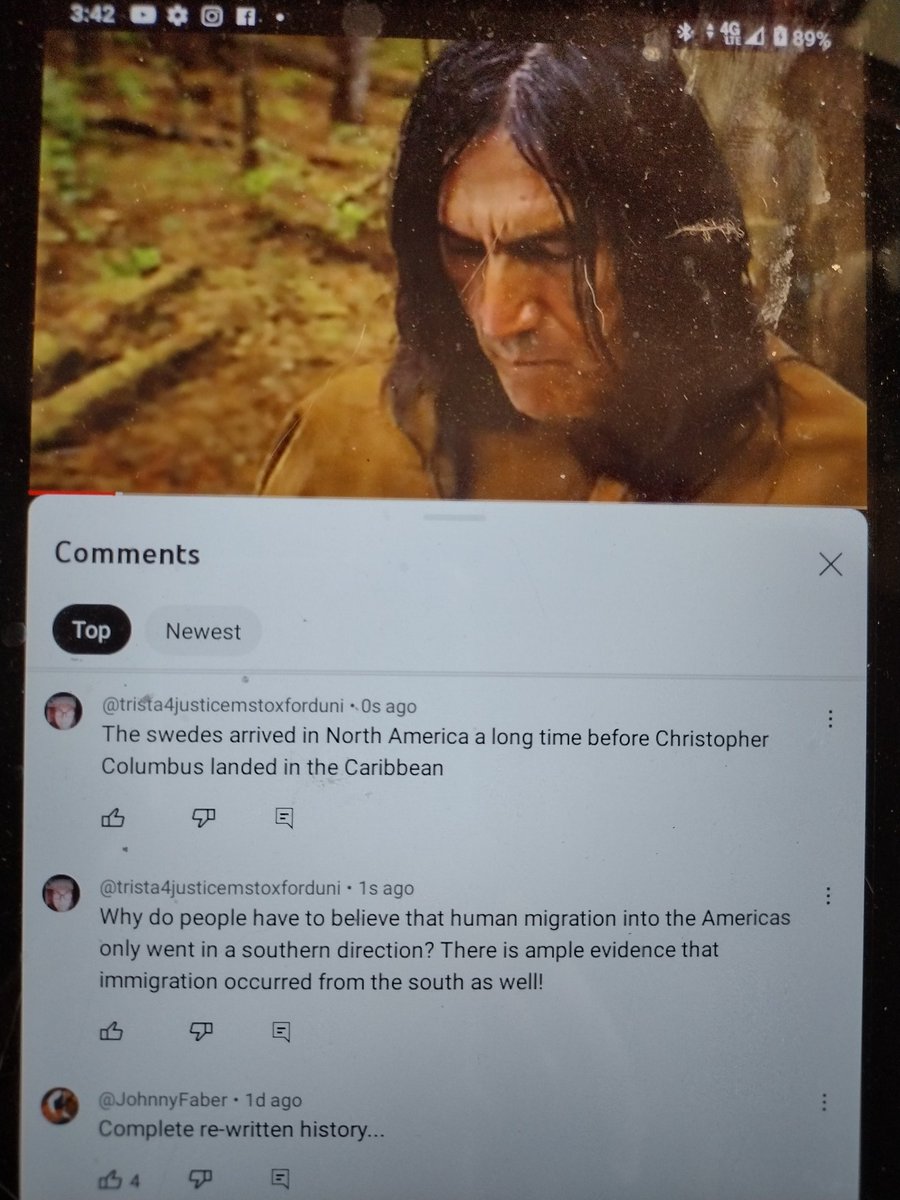 3:42
4G
LTE
89%
Comments
Top
Newest
@trista4justicemstoxforduni • 0s ago
The swedes arrived in North America a long time before Christopher
Columbus landed in the Caribbean
@trista4justicemstoxforduni • 1s ago
Why do people have to believe that human migration into the Americas
only went in a southern direction? There is ample evidence that
immigration occurred from the south as well!
@JohnnyFaber • 1d ago
Complete re-written history...
4